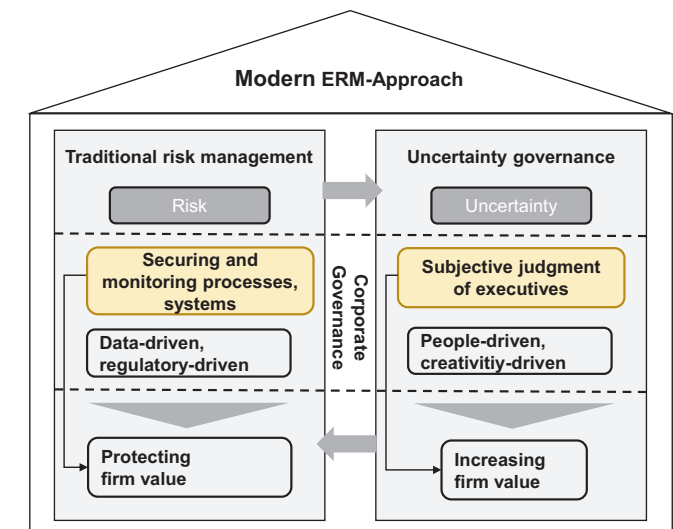 Modern ERM-Approach
Traditional risk management
Risk
Securing and
monitoring processes,
systems
Data-driven,
regulatory-driven
Protecting
firm value
Corporate
Governance
Uncertainty governance
Uncertainty
Subjective judgment
of executives
People-driven,
creativitiy-driven
Increasing
firm value